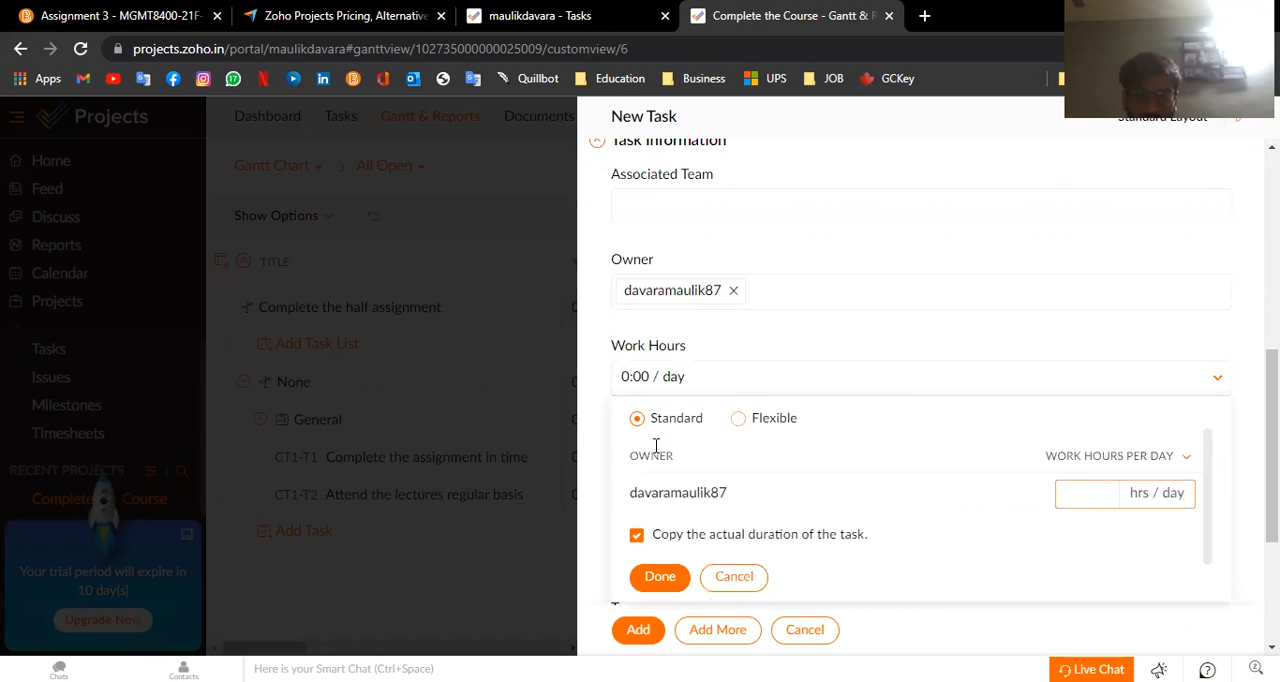 Assignment 3 - MGMT8400-21F-
Zoho Projects Pricing, Alternative
maulikdavara - Tasks
Complete the Course - Gantt & R
projects.zoho.in/portal/maulikdavara#ganttview/102735000000025009/customview/6
Apps
Quillbot
Education
Business
UPS
JOB
GCKey
Projects
Dashboard
Tasks
Gantt & Reports
Documents
New Task
Standard Layout
Home
Feed
Discuss
Reports
Calendar
Projects
Tasks
Issues
Milestones
Timesheets
RECENT PROJECTS
Complete Course
Your trial period will expire in
10 day(s)
Upgrade Now
Gantt Chart
All Open
Show Options
TITLE
Complete the half assignment
Add Task List
None
General
CT1-T1 Complete the assignment in time
CT1-T2 Attend the lectures regular basis
Add Task
Task Information
Associated Team
Owner
davaramaulik87
Work Hours
0:00 / day
Standard
Flexible
OWNER
WORK HOURS PER DAY
davaramaulik87
hrs / day
Copy the actual duration of the task.
Done
Cancel
Add
Add More
Cancel
Chats
Contacts
Here is your Smart Chat (Ctrl+Space)
Live Chat